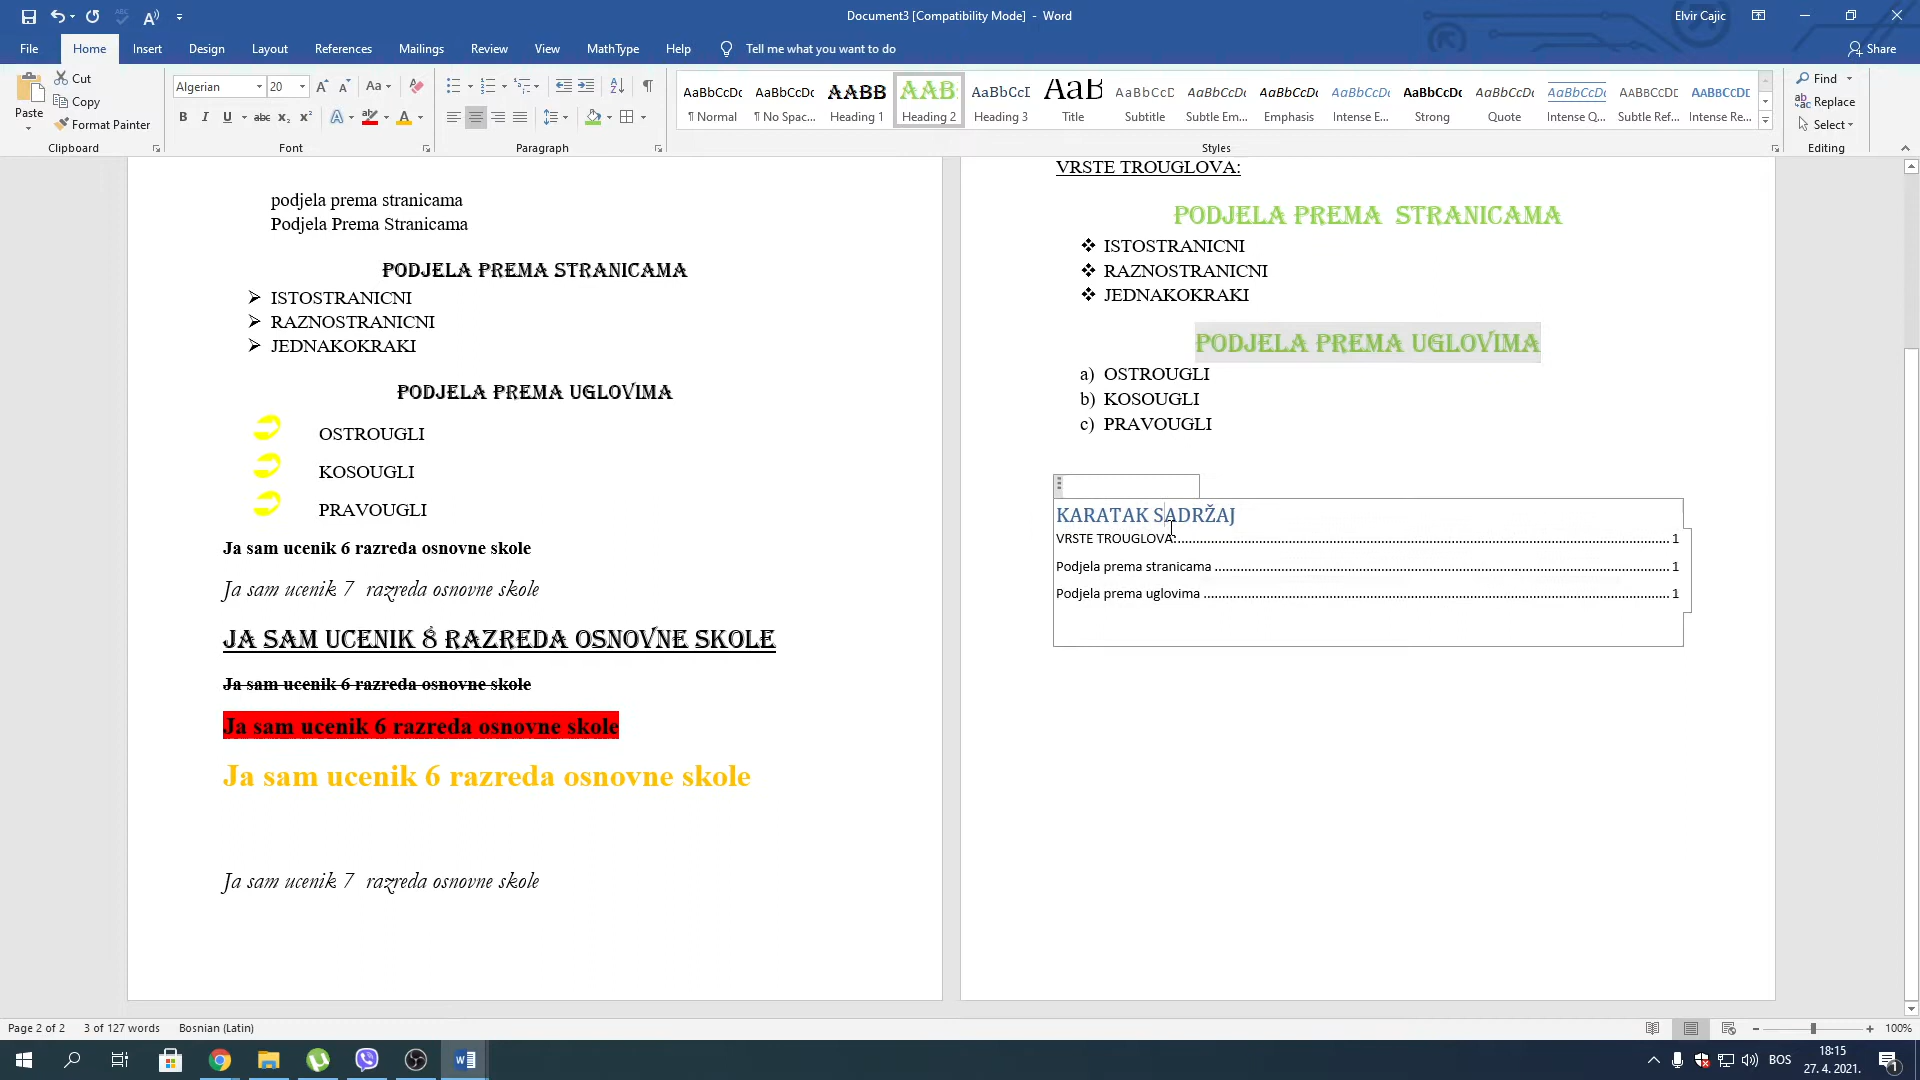 Document3 [Compatibility Mode] - Word
Elvir Cajic
File Home Insert Design Layout References Mailings Review View MathType Help Tell me what you want to do
Share
Paste
Cut
Copy
Format Painter
Clipboard
Algerian 20
Font
Paragraph
AaBbCcDc AaBbCcDc AABB AAB AaBbCcI AaB AaBbCcD AaBbCcDc AaBbCcDc AaBbCcDc AaBbCcDc AaBbCcDc AaBbCcDc AABBCCDE AABBCCDE
¶ Normal ¶ No Spac... Heading 1 Heading 2 Heading 3 Title Subtitle Subtle Em... Emphasis Intense E... Strong Quote Intense Q... Subtle Ref... Intense Re...
Styles
Find
Replace
Select
Editing
podjela prema stranicama
Podjela Prema Stranicama
PODJELA PREMA STRANICAMA
ISTOSTRANICNI
RAZNOSTRANICNI
JEDNAKOKRAKI
PODJELA PREMA UGLOVIMA
OSTROUGLI
KOSOUGLI
PRAVOUGLI
Ja sam ucenik 6 razreda osnovne skole
Ja sam ucenik 7 razreda osnovne skole
JA SAM UCENIK 8 RAZREDA OSNOVNE SKOLE
Ja sam ucenik 6 razreda osnovne skole
Ja sam ucenik 6 razreda osnovne skole
Ja sam ucenik 6 razreda osnovne skole
Ja sam ucenik 7 razreda osnovne skole
VRSTE TROUGLOVA:
PODJELA PREMA STRANICAMA
ISTOSTRANICNI
RAZNOSTRANICNI
JEDNAKOKRAKI
PODJELA PREMA UGLOVIMA
a) OSTROUGLI
b) KOSOUGLI
c) PRAVOUGLI
KARATAK SADRŽAJ
VRSTE TROUGLOVA: 1
Podjela prema stranicama 1
Podjela prema uglovima 1
Page 2 of 2 3 of 127 words Bosnian (Latin)
100%
BOS
18:15
27. 4. 2021.
1